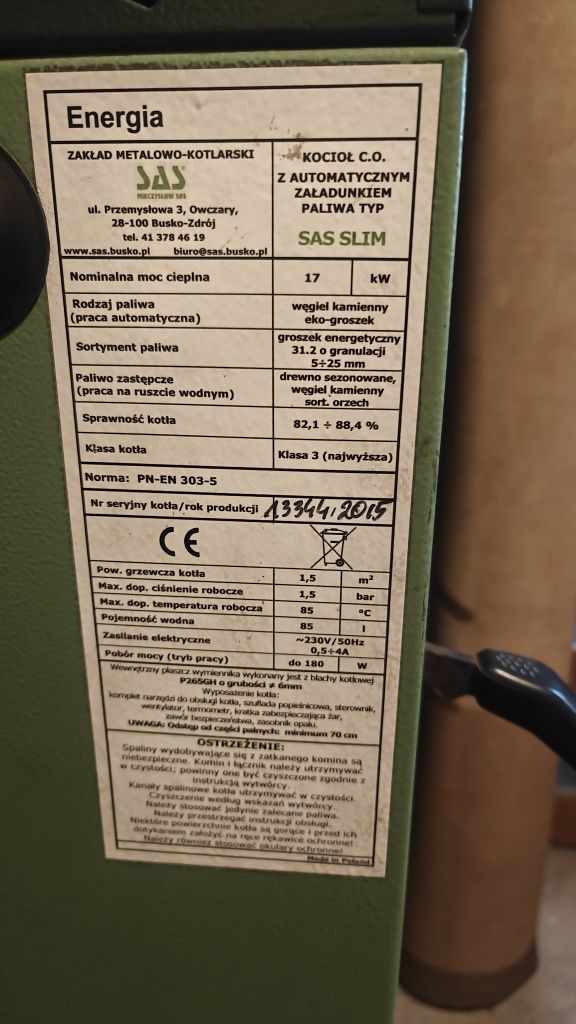 Energia
ZAKŁAD METALOWO-KOTLARSKI
SAS
MIECZYSŁAW SAS
ul. Przemysłowa 3, Owczary,
28-100 Busko-Zdrój
tel. 41 378 46 19
www.sas.busko.pl biuro@sas.busko.pl
KOCIOŁ C.O.
Z AUTOMATYCZNYM
ZAŁADUNKIEM
PALIWA TYP
SAS SLIM
Nominalna moc cieplna 17 kW
Rodzaj paliwa
(praca automatyczna)
węgiel kamienny
eko-groszek
Sortyment paliwa
groszek energetyczny
31.2 o granulacji
5÷25 mm
Paliwo zastępcze
(praca na ruszcie wodnym)
drewno sezonowane,
węgiel kamienny
sort. orzech
Sprawność kotła 82,1 ÷ 88,4 %
Klasa kotła Klasa 3 (najwyższa)
Norma: PN-EN 303-5
Nr seryjny kotła/rok produkcji 13344/2015
CE
Pow. grzewcza kotła 1,5 m²
Max. dop. ciśnienie robocze 1,5 bar
Max. dop. temperatura robocza 85 °C
Pojemność wodna 85 l
Zasilanie elektryczne ~230V/50Hz
0,5÷4A
Pobór mocy (tryb pracy) do 180 W
Wewnętrzny płaszcz wymiennika wykonany jest z blachy kotłowej
P265GH o grubości ≠ 6mm
Wyposażenie kotła:
komplet narzędzi do obsługi kotła, szuflada popielnicowa, sterownik,
wentylator, termometr, kratka zabezpieczająca żar,
zawór bezpieczeństwa, zasobnik opału.
UWAGA: Odstęp od części palnych: minimum 70 cm
OSTRZEŻENIE:
Spaliny wydobywające się z zatkanego komina są
niebezpieczne. Komin i łącznik należy utrzymywać
w czystości; powinny one być czyszczone zgodnie z
instrukcją wytwórcy.
Kanały spalinowe kotła utrzymywać w czystości.
Czyszczenie według wskazań wytwórcy.
Należy stosować jedynie zalecane paliwa.
Należy przestrzegać instrukcji obsługi.
Niektóre powierzchnie kotła są gorące i przed ich
dotykaniem założyć na ręce rękawice ochronne!
Należy również stosować okulary ochronne!
Made in Poland